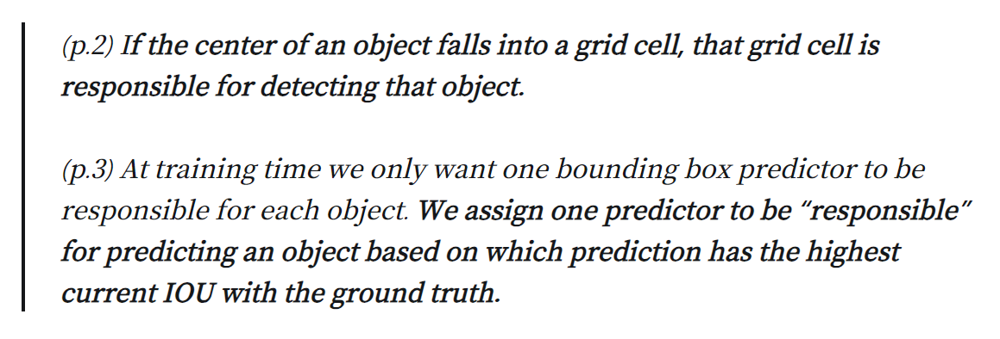 (p.2) If the center of an object falls into a grid cell, that grid cell is
responsible for detecting that object.
(p.3) At training time we only want one bounding box predictor to be
responsible for each object. We assign one predictor to be “responsible”
for predicting an object based on which prediction has the highest
current IOU with the ground truth.